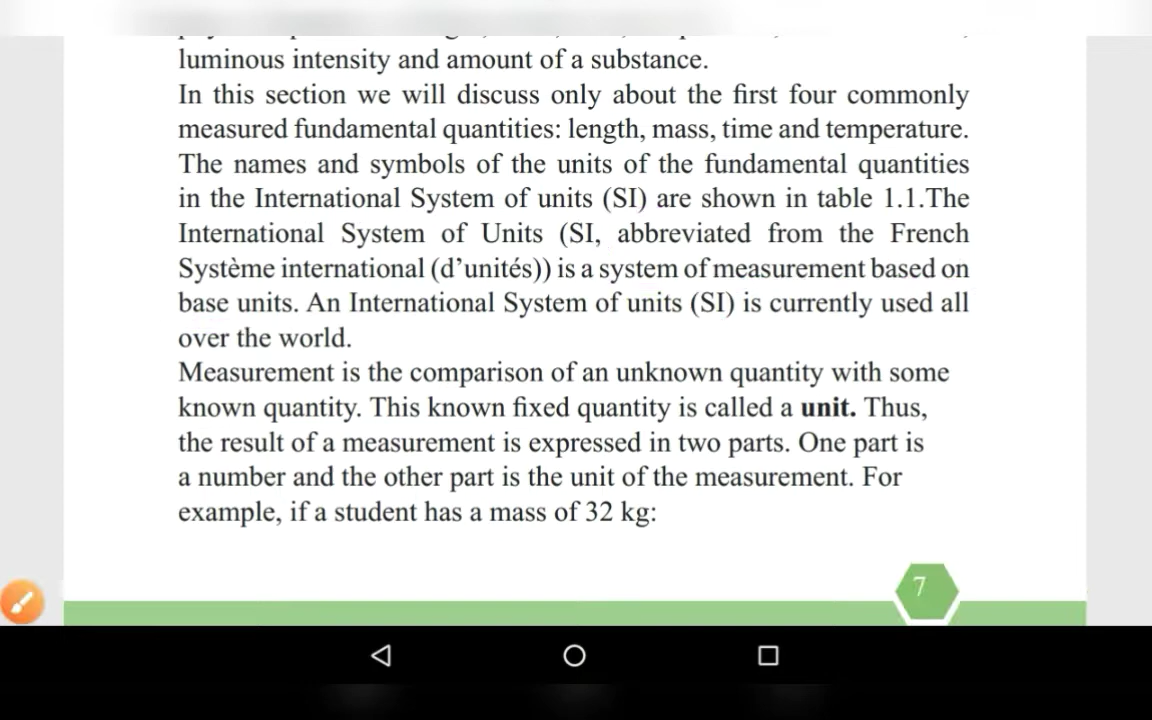 luminous intensity and amount of a substance.
In this section we will discuss only about the first four commonly
measured fundamental quantities: length, mass, time and temperature.
The names and symbols of the units of the fundamental quantities
in the International System of units (SI) are shown in table 1.1.The
International System of Units (SI, abbreviated from the French
Système international (d’unités)) is a system of measurement based on
base units. An International System of units (SI) is currently used all
over the world.
Measurement is the comparison of an unknown quantity with some
known quantity. This known fixed quantity is called a unit. Thus,
the result of a measurement is expressed in two parts. One part is
a number and the other part is the unit of the measurement. For
example, if a student has a mass of 32 kg:
7